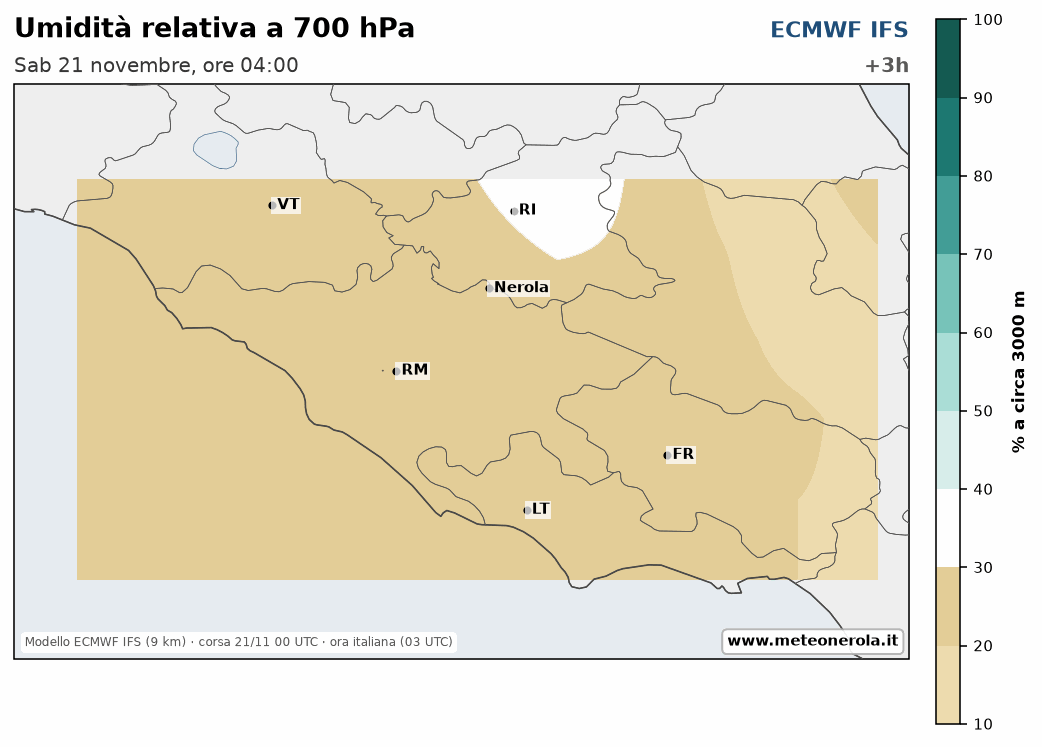 Umidità relativa a 700 hPa
ECMWF IFS
Sab 21 novembre, ore 04:00
+3h
VT
RI
Nerola
RM
FR
LT
Modello ECMWF IFS (9 km) · corsa 21/11 00 UTC · ora italiana (03 UTC)
www.meteonerola.it
100
90
80
70
60
50
40
30
20
10
% a circa 3000 m